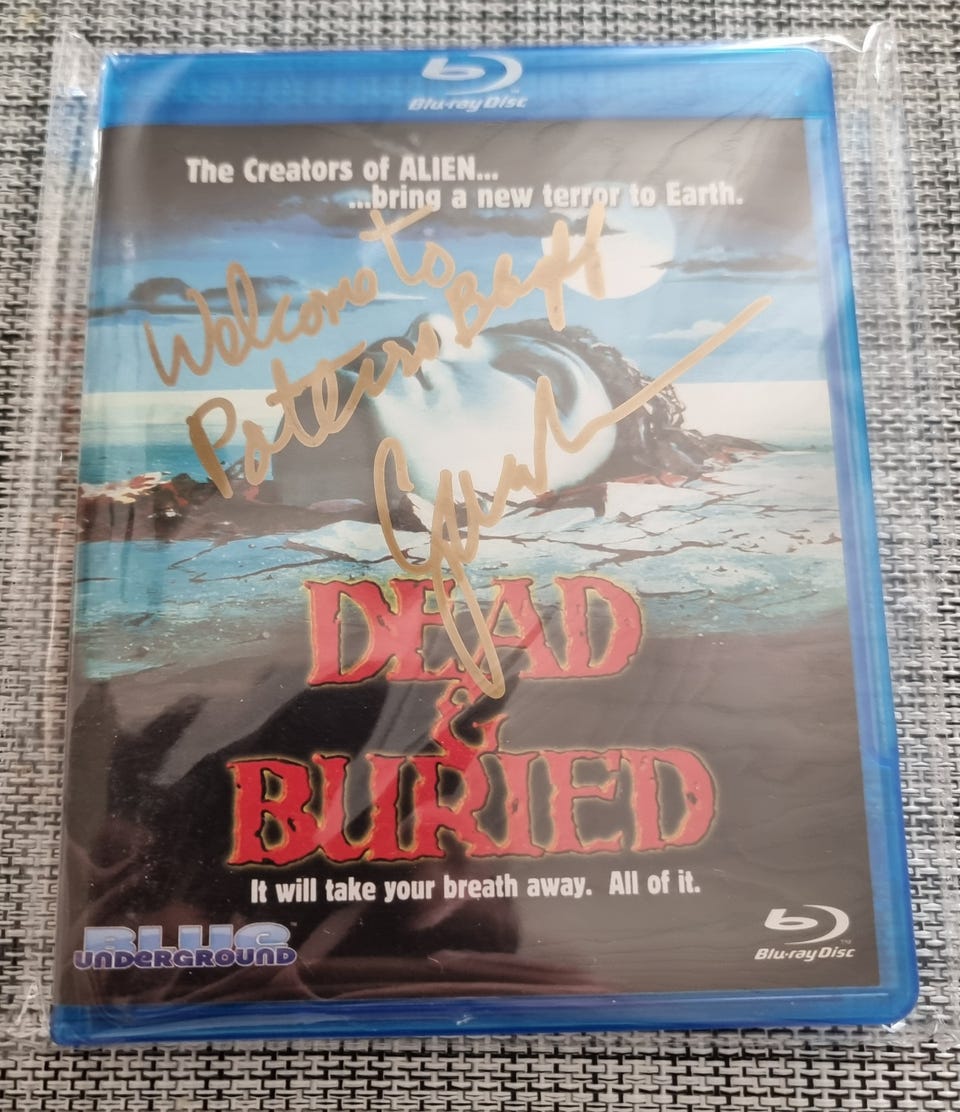 Blu-ray Disc
The Creators of ALIEN...
...bring a new terror to Earth.
Welcome to
Potters Bluff
DEAD
&
BURIED
It will take your breath away. All of it.
BLUE
UNDERGROUND
Blu-ray Disc